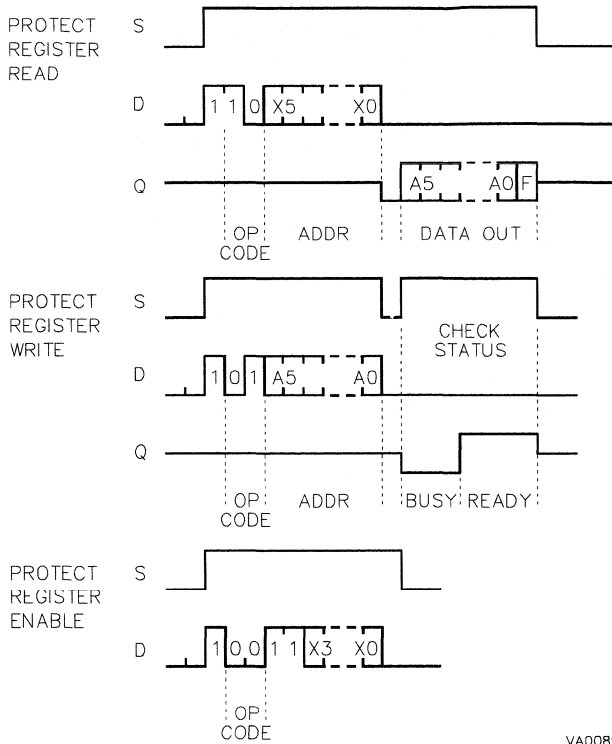 PROTECT
REGISTER
READ
S
D
1 1 0 X5 X0
Q
A5 A0 F
OP
CODE
ADDR
DATA OUT
PROTECT
REGISTER
WRITE
S
CHECK
STATUS
D
1 0 1 A5 A0
Q
OP
CODE
ADDR
BUSY
READY
PROTECT
REGISTER
ENABLE
S
D
1 0 0 1 1 X3 X0
OP
CODE
VA008